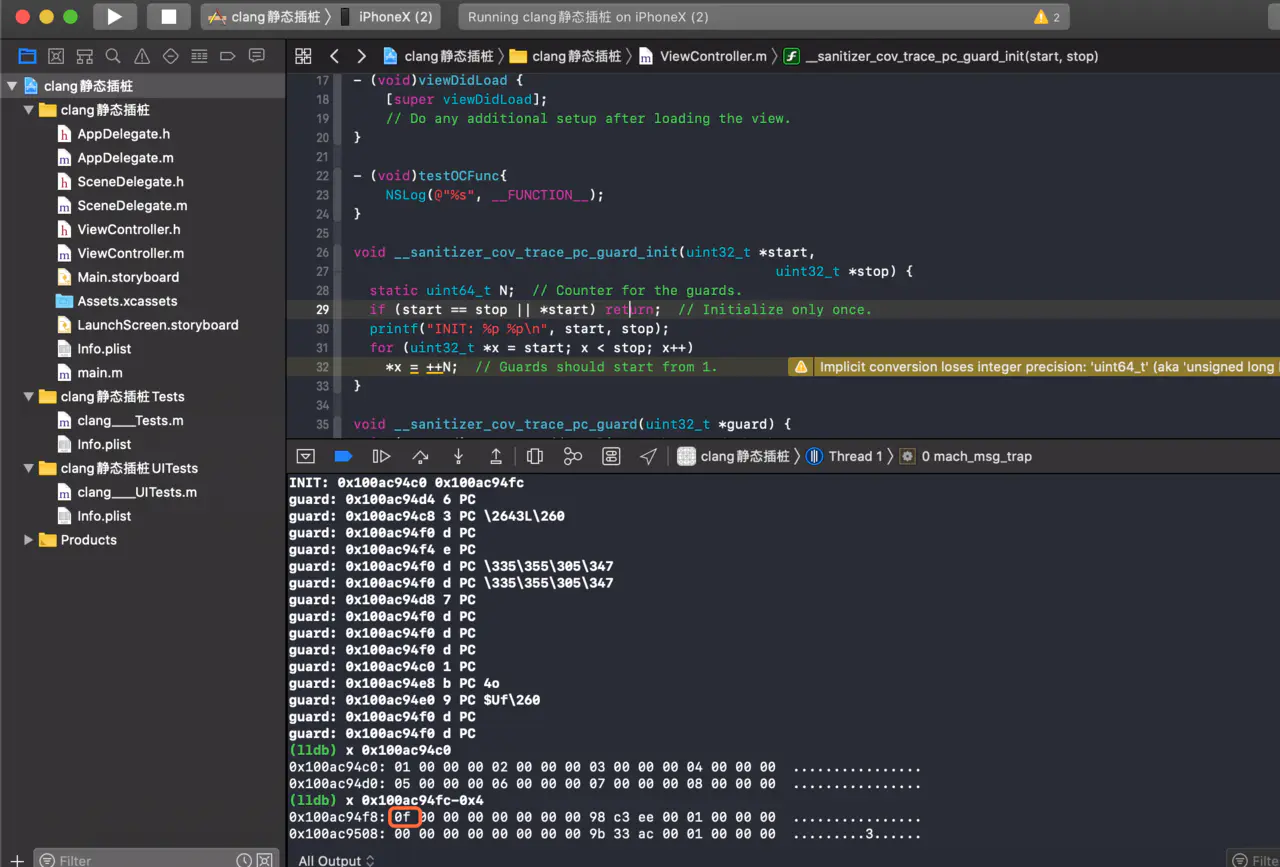 clang静态插桩 〉 iPhoneX (2)
Running clang静态插桩 on iPhoneX (2)
2
clang静态插桩 〉 clang静态插桩 〉 ViewController.m 〉 __sanitizer_cov_trace_pc_guard_init(start, stop)
clang静态插桩
clang静态插桩
AppDelegate.h
AppDelegate.m
SceneDelegate.h
SceneDelegate.m
ViewController.h
ViewController.m
Main.storyboard
Assets.xcassets
LaunchScreen.storyboard
Info.plist
main.m
clang静态插桩Tests
clang____Tests.m
Info.plist
clang静态插桩UITests
clang____UITests.m
Info.plist
Products
Filter
17 - (void)viewDidLoad {
18 [super viewDidLoad];
19 // Do any additional setup after loading the view.
20 }
21
22 - (void)testOCFunc{
23 NSLog(@"%s", __FUNCTION__);
24 }
25
26 void __sanitizer_cov_trace_pc_guard_init(uint32_t *start,
27 uint32_t *stop) {
28 static uint64_t N; // Counter for the guards.
29 if (start == stop || *start) return; // Initialize only once.
30 printf("INIT: %p %p\n", start, stop);
31 for (uint32_t *x = start; x < stop; x++)
32 *x = ++N; // Guards should start from 1.
Implicit conversion loses integer precision: 'uint64_t' (aka 'unsigned long
33 }
34
35 void __sanitizer_cov_trace_pc_guard(uint32_t *guard) {
clang静态插桩 〉 Thread 1 〉 0 mach_msg_trap
INIT: 0x100ac94c0 0x100ac94fc
guard: 0x100ac94d4 6 PC
guard: 0x100ac94c8 3 PC \2643L\260
guard: 0x100ac94f0 d PC
guard: 0x100ac94f4 e PC
guard: 0x100ac94f0 d PC \335\355\305\347
guard: 0x100ac94f0 d PC \335\355\305\347
guard: 0x100ac94d8 7 PC
guard: 0x100ac94f0 d PC
guard: 0x100ac94f0 d PC
guard: 0x100ac94f0 d PC
guard: 0x100ac94c0 1 PC
guard: 0x100ac94e8 b PC 4o
guard: 0x100ac94e0 9 PC $Uf\260
guard: 0x100ac94f0 d PC
guard: 0x100ac94f0 d PC
(lldb) x 0x100ac94c0
0x100ac94c0: 01 00 00 00 02 00 00 00 03 00 00 00 04 00 00 00 ................
0x100ac94d0: 05 00 00 00 06 00 00 00 07 00 00 00 08 00 00 00 ................
(lldb) x 0x100ac94fc-0x4
0x100ac94f8: 0f 00 00 00 00 00 00 00 98 c3 ee 00 01 00 00 00 ................
0x100ac9508: 00 00 00 00 00 00 00 00 9b 33 ac 00 01 00 00 00 .........3......
All Output